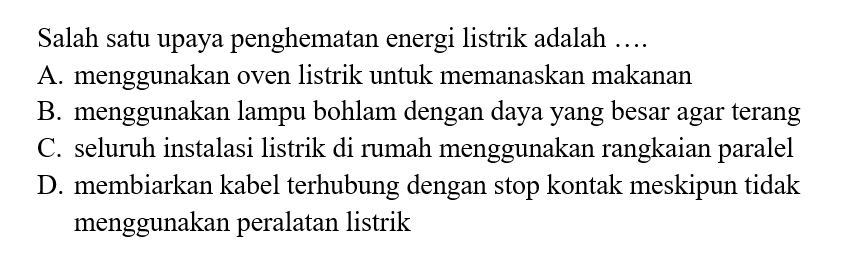 Salah satu upaya penghematan energi listrik adalah ….
A. menggunakan oven listrik untuk memanaskan makanan
B. menggunakan lampu bohlam dengan daya yang besar agar terang
C. seluruh instalasi listrik di rumah menggunakan rangkaian paralel
D. membiarkan kabel terhubung dengan stop kontak meskipun tidak
menggunakan peralatan listrik